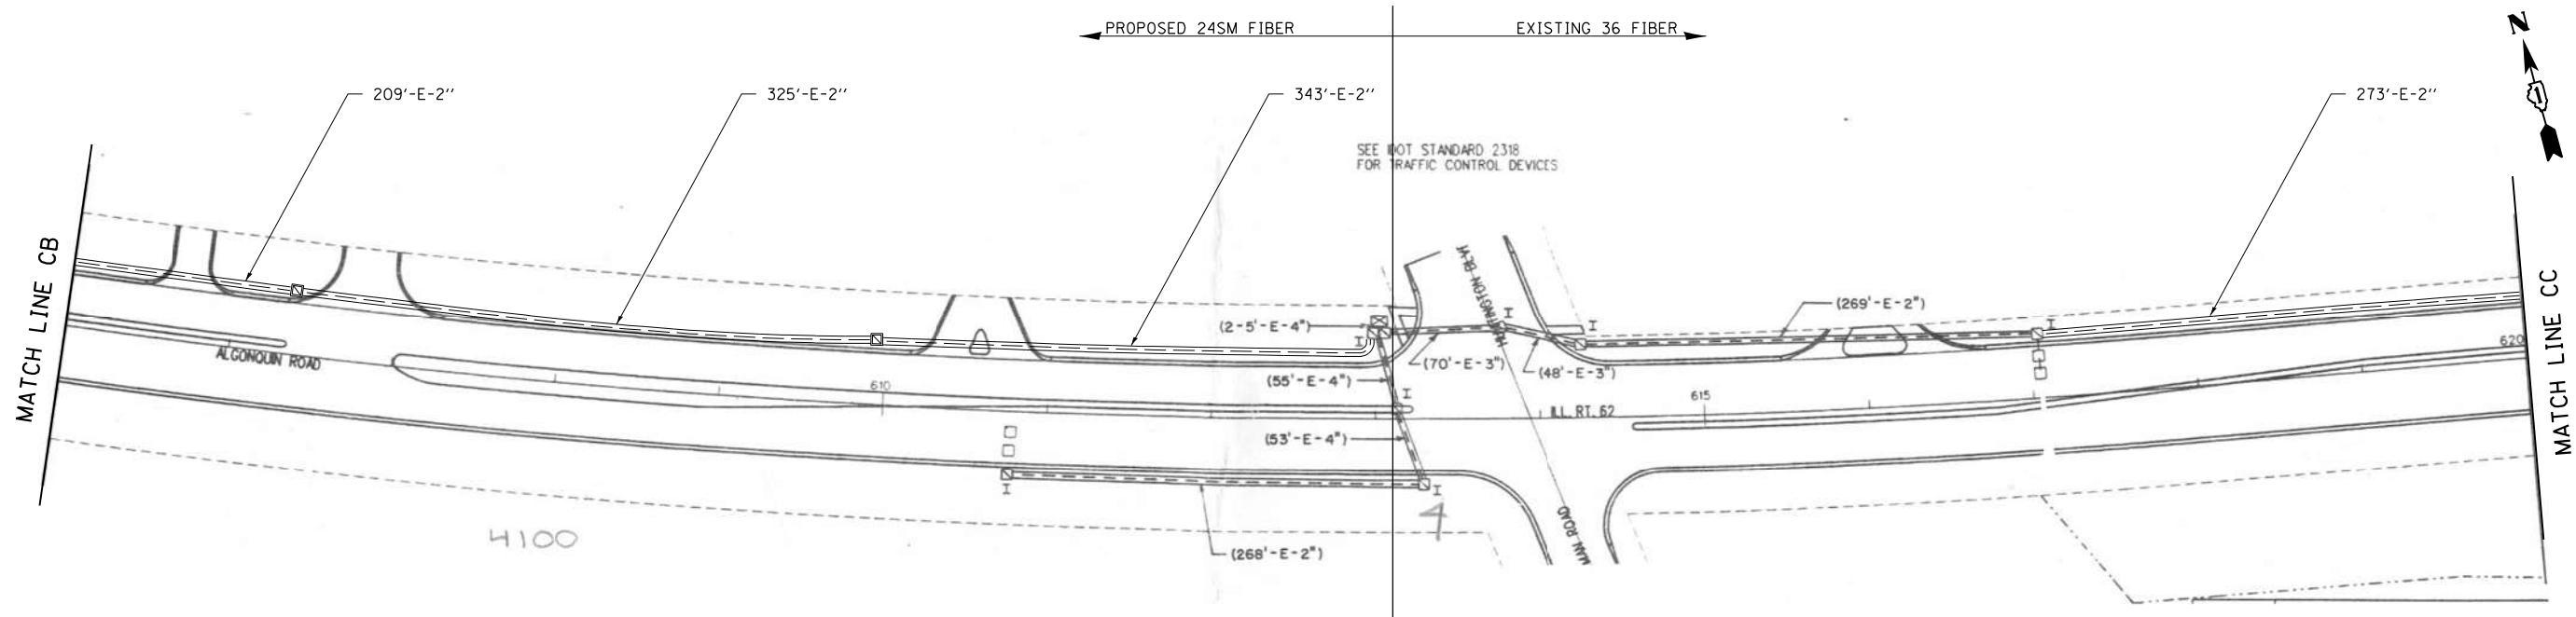 PROPOSED 24SM FIBER
EXISTING 36 FIBER
N
209'-E-2''
325'-E-2''
343'-E-2''
273'-E-2''
SEE IDOT STANDARD 2318
FOR TRAFFIC CONTROL DEVICES
MATCH LINE CB
ALGONQUIN ROAD
610
(2-5'-E-4")
I
(55'-E-4")
I
(53'-E-4")
I
(268'-E-2")
I
(70'-E-3")
I
(48'-E-3")
I
(269'-E-2")
I
ILL. RT. 62
615
620
MAN ROAD
4100
MATCH LINE CC